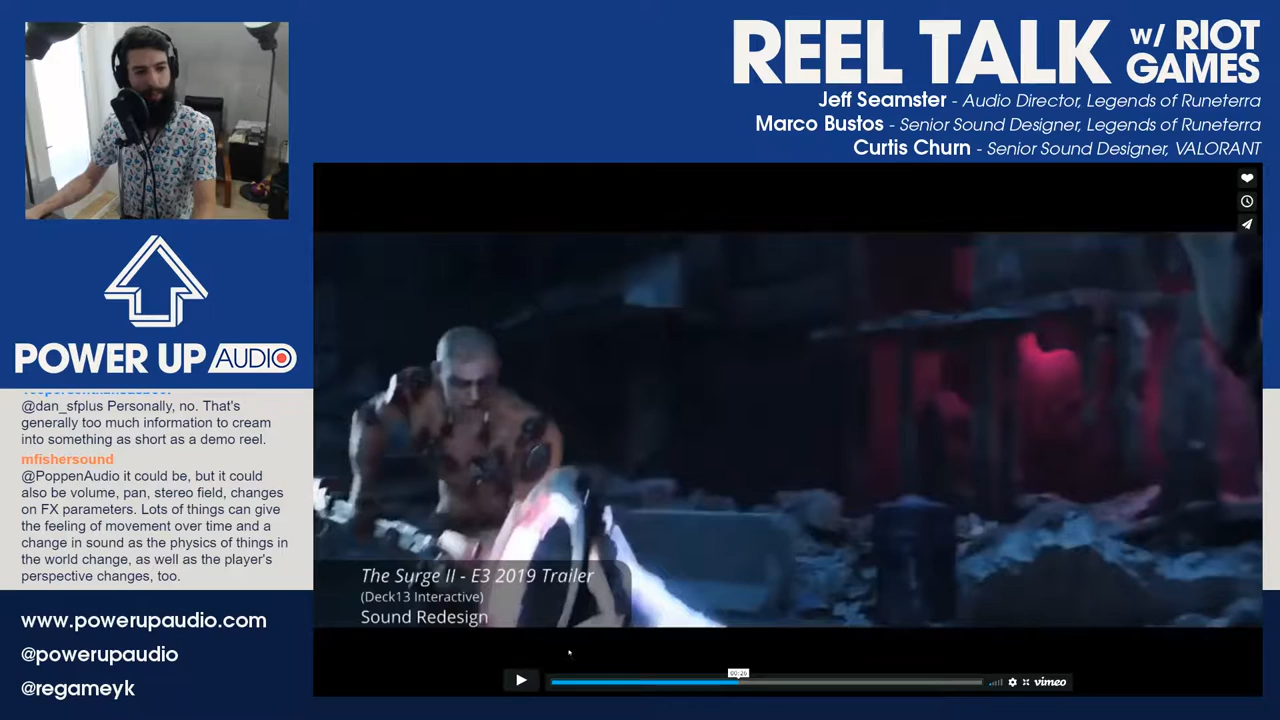 REEL TALK w/ RIOT GAMES
Jeff Seamster - Audio Director, Legends of Runeterra
Marco Bustos - Senior Sound Designer, Legends of Runeterra
Curtis Churn - Senior Sound Designer, VALORANT
POWER UP AUDIO
@dan_sfplus Personally, no. That's
generally too much information to cream
into something as short as a demo reel.
mfishersound
@PoppenAudio it could be, but it could
also be volume, pan, stereo field, changes
on FX parameters. Lots of things can give
the feeling of movement over time and a
change in sound as the physics of things in
the world change, as well as the player's
perspective changes, too.
www.powerupaudio.com
@powerupaudio
@regameyk
The Surge II - E3 2019 Trailer
(Deck13 Interactive)
Sound Redesign
00:26
vimeo